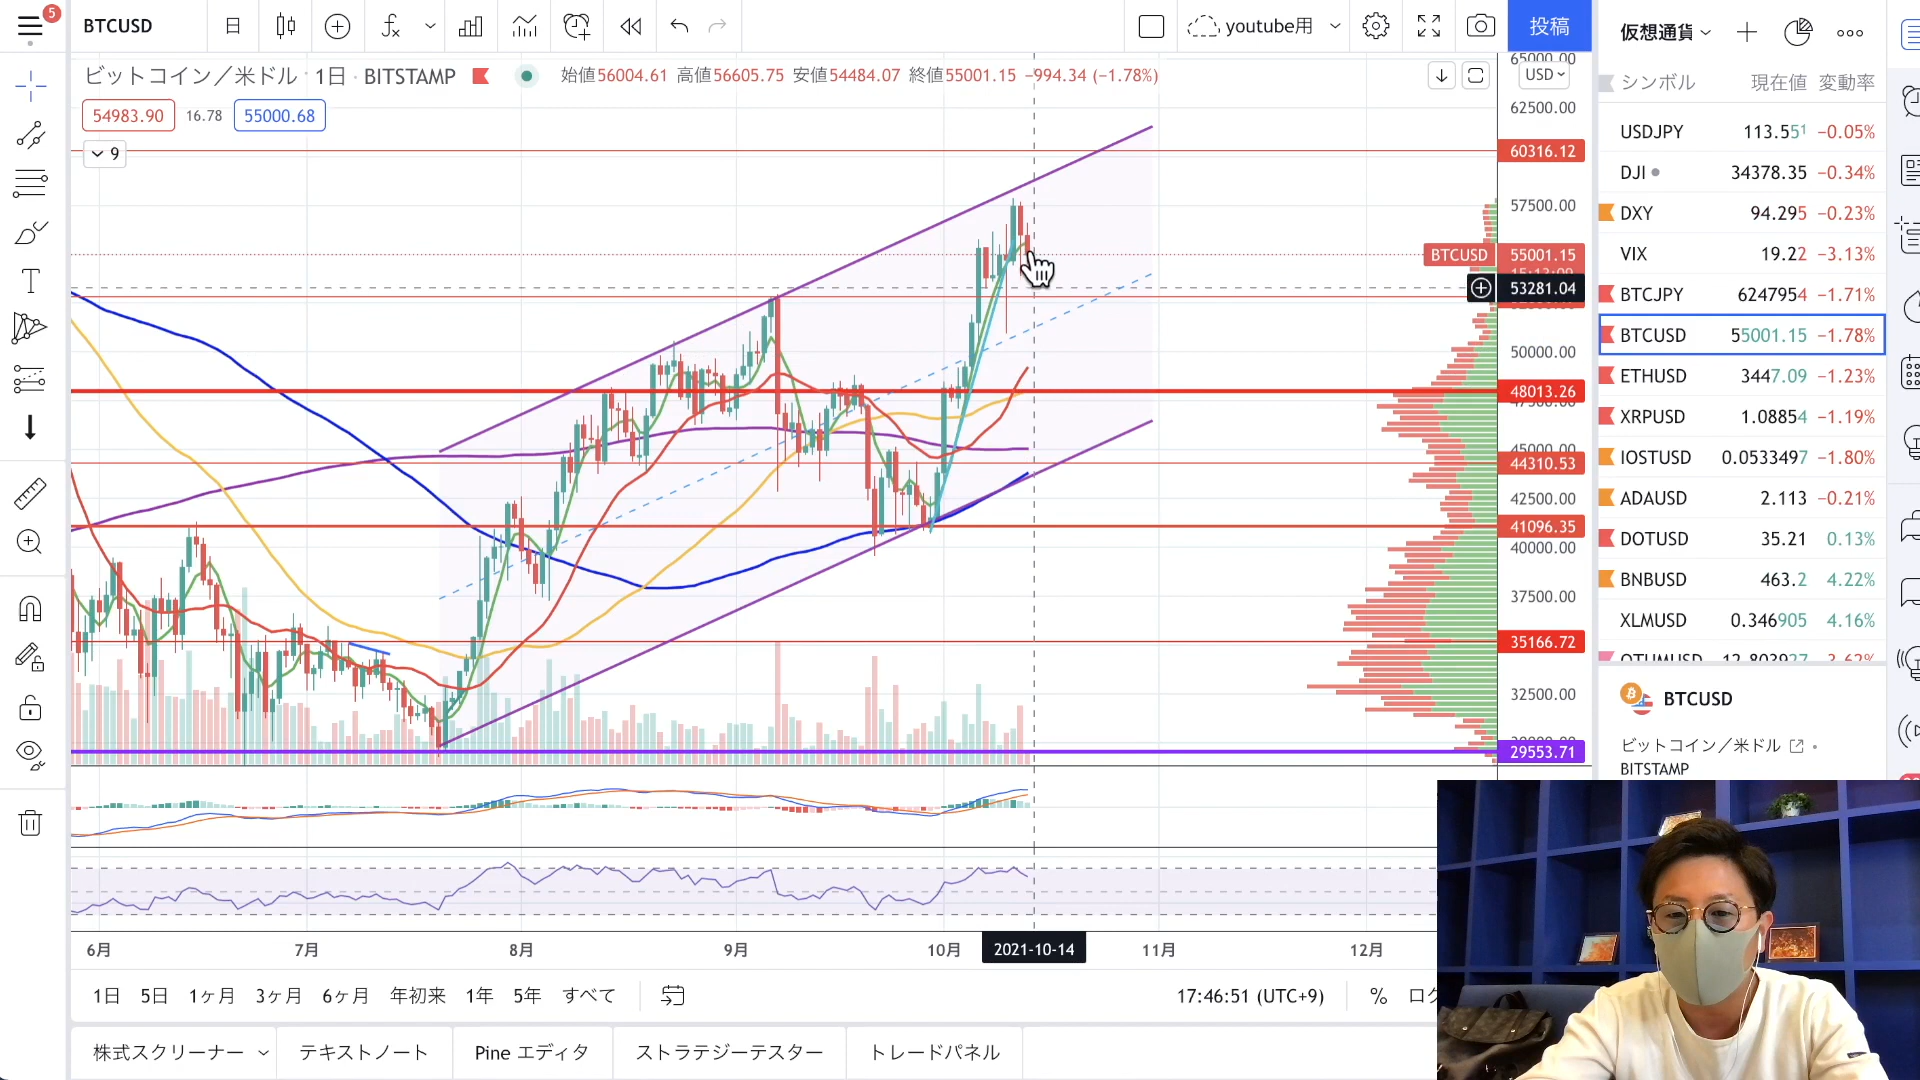 5
BTCUSD
日
youtube用
投稿
仮想通貨
ビットコイン／米ドル · 1日 · BITSTAMP
始値56004.61 高値56605.75 安値54484.07 終値55001.15 −994.34 (−1.78%)
USD
54983.90
16.78
55000.68
9
65000.00
62500.00
60316.12
57500.00
BTCUSD 55001.15
53281.04
50000.00
48013.26
47500.00
45000.00
44310.53
42500.00
41096.35
40000.00
37500.00
35166.72
32500.00
29553.71
シンボル 現在値 変動率
USDJPY 113.551 −0.05%
DJI 34378.35 −0.34%
DXY 94.295 −0.23%
VIX 19.22 −3.13%
BTCJPY 6247954 −1.71%
BTCUSD 55001.15 −1.78%
ETHUSD 3447.09 −1.23%
XRPUSD 1.08854 −1.19%
IOSTUSD 0.0533497 −1.80%
ADAUSD 2.113 −0.21%
DOTUSD 35.21 0.13%
BNBUSD 463.2 4.22%
XLMUSD 0.346905 4.16%
BTCUSD
ビットコイン／米ドル
BITSTAMP
6月 7月 8月 9月 10月 2021-10-14 11月 12月
1日 5日 1ヶ月 3ヶ月 6ヶ月 年初来 1年 5年 すべて
17:46:51 (UTC+9) % ログ
株式スクリーナー テキストノート Pine エディタ ストラテジーテスター トレードパネル